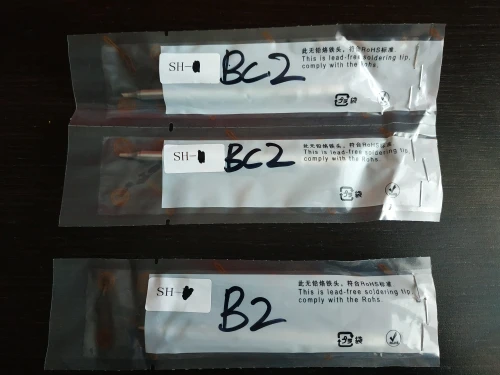 SH-
BC2
此无铅烙铁头，符合RoHS标准
This is lead-free soldering tip,
comply with the Rohs.
袋
SH-
BC2
此无铅烙铁头，符合RoHS标准
This is lead-free soldering tip,
comply with the Rohs.
袋
SH-
B2
此无铅烙铁头，符合RoHS标准
This is lead-free soldering tip,
comply with the Rohs.
袋